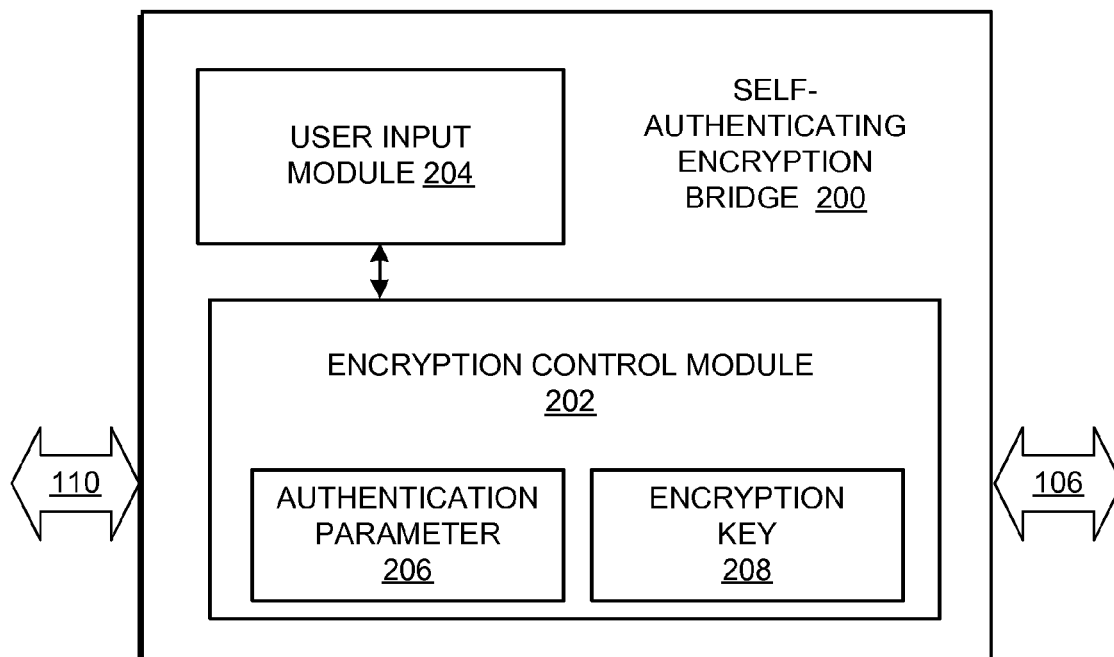 USER INPUT
MODULE 204
SELF-
AUTHENTICATING
ENCRYPTION
BRIDGE 200
ENCRYPTION CONTROL MODULE
202
110
AUTHENTICATION
PARAMETER
206
ENCRYPTION
KEY
208
106